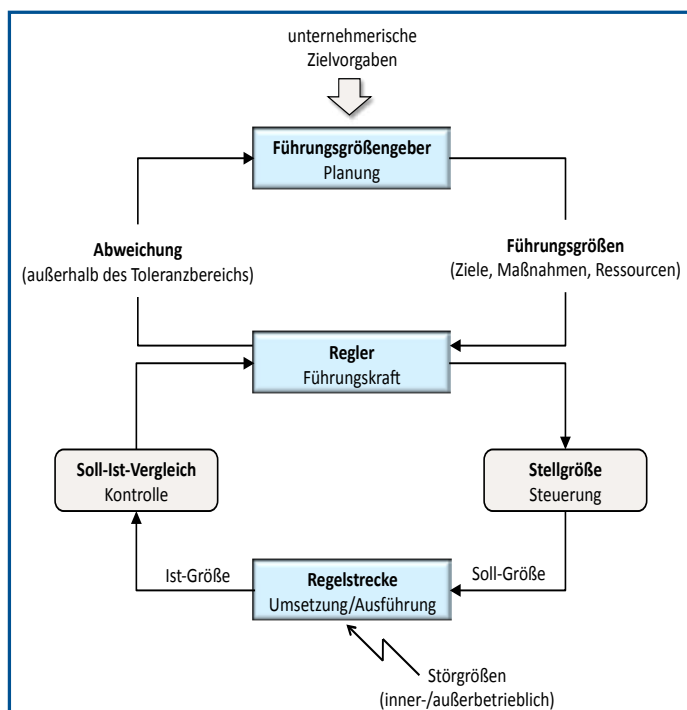 unternehmerische
Zielvorgaben
Führungsgrößengeber
Planung
Abweichung
(außerhalb des Toleranzbereichs)
Führungsgrößen
(Ziele, Maßnahmen, Ressourcen)
Regler
Führungskraft
Soll-Ist-Vergleich
Kontrolle
Stellgröße
Steuerung
Ist-Größe
Regelstrecke
Umsetzung/Ausführung
Soll-Größe
Störgrößen
(inner-/außerbetrieblich)